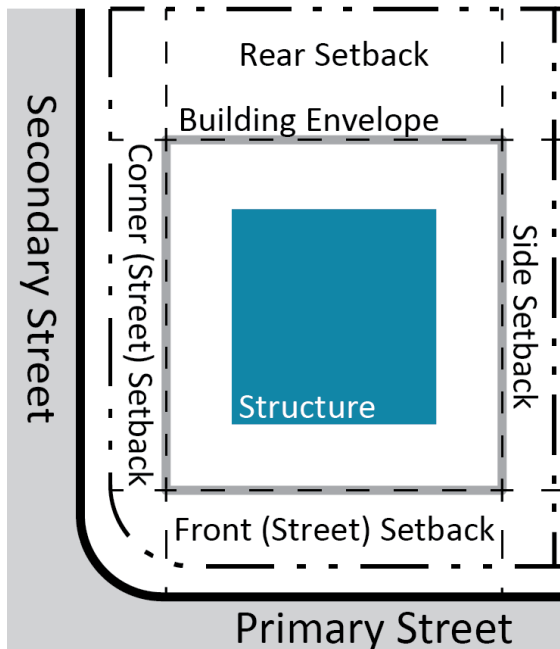 Rear Setback
Building Envelope
Secondary Street
Corner (Street) Setback
Side Setback
Structure
Front (Street) Setback
Primary Street